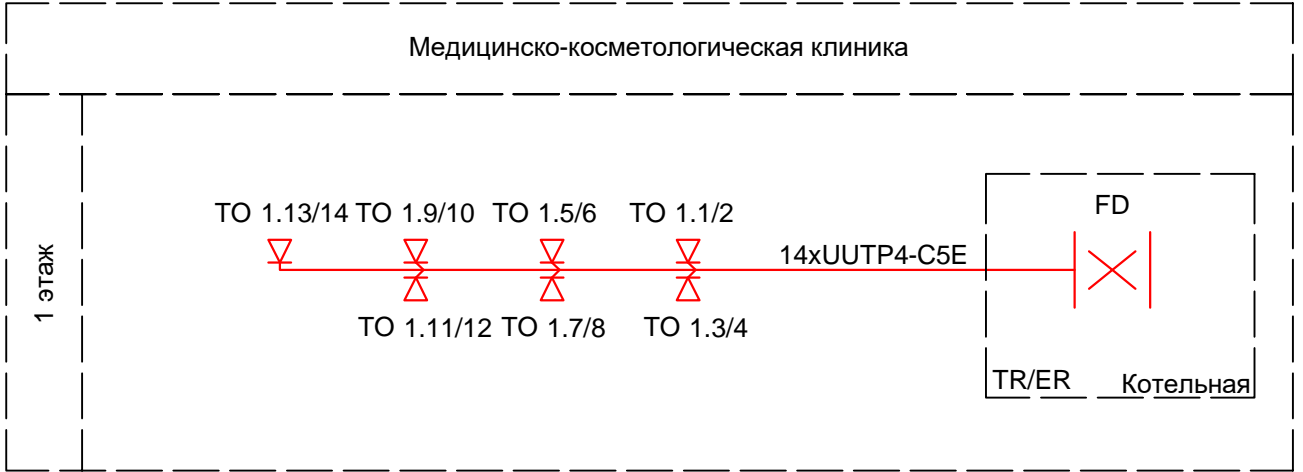 Медицинско-косметологическая клиника
1 этаж
TO 1.13/14 TO 1.9/10 TO 1.5/6 TO 1.1/2
14xUUTP4-C5E
FD
TO 1.11/12 TO 1.7/8 TO 1.3/4
TR/ER Котельная